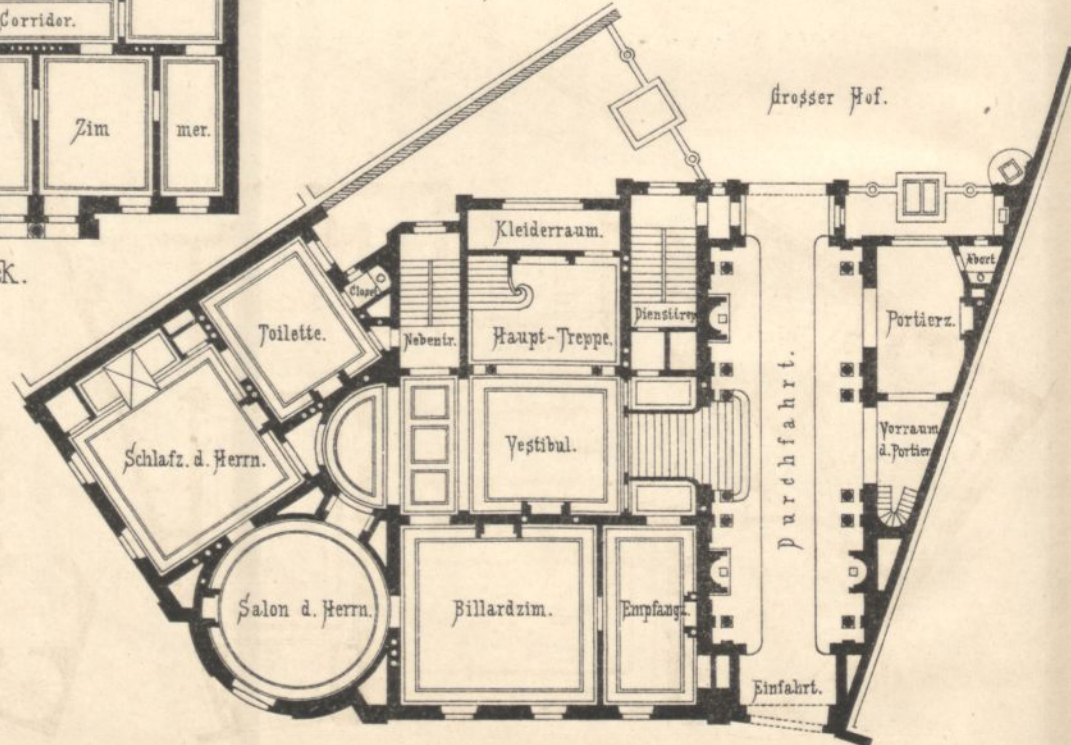 Corridor.
Zim
mer.
k.
Grosser Hof.
Kleiderraum.
Closet
Abort
Toilette.
Nebentr.
Haupt-Treppe.
Diensttrep
Portierz.
Durchfahrt.
Schlafz. d. Herrn.
Vestibul.
Vorraum
d. Portier
Salon d. Herrn.
Billardzim.
Empfangz.
Einfahrt.